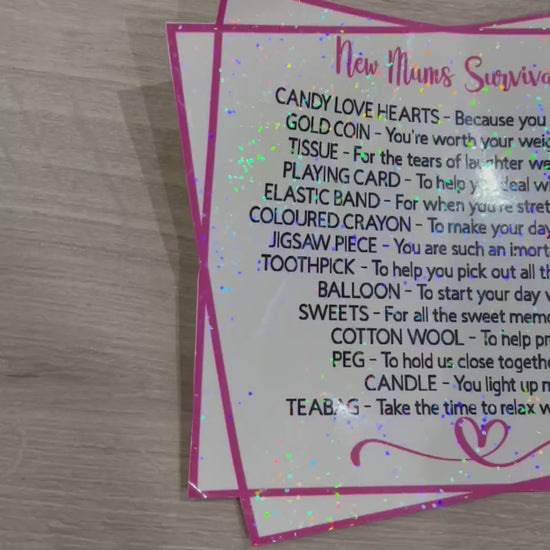 New Mums Surviva
CANDY LOVE HEARTS - Because you
GOLD COIN - You're worth your weig
TISSUE - For the tears of laughter we
PLAYING CARD - To help you deal wi
ELASTIC BAND - For when you're stret
COLOURED CRAYON - To make your day
JIGSAW PIECE - You are such an imort
TOOTHPICK - To help you pick out all th
BALLOON - To start your day
SWEETS - For all the sweet memo
COTTON WOOL - To help pr
PEG - To hold us close togethe
CANDLE - You light up m
TEABAG - Take the time to relax w